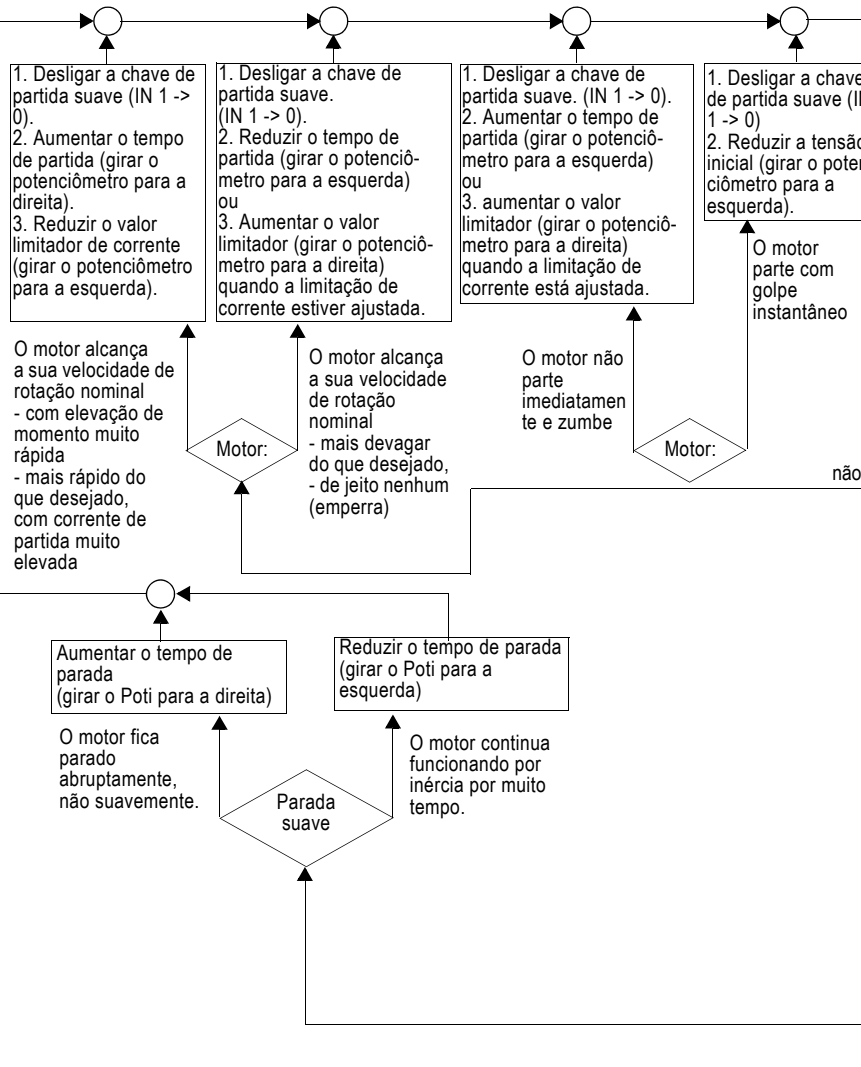 1. Desligar a chave de
partida suave (IN 1 ->
0).
2. Aumentar o tempo
de partida (girar o
potenciômetro para a
direita).
3. Reduzir o valor
limitador de corrente
(girar o potenciômetro
para a esquerda).
1. Desligar a chave de
partida suave.
(IN 1 -> 0).
2. Reduzir o tempo de
partida (girar o potenciô-
metro para a esquerda)
ou
3. Aumentar o valor
limitador (girar o potenciô-
metro para a direita)
quando a limitação de
corrente estiver ajustada.
1. Desligar a chave de
partida suave. (IN 1 -> 0).
2. Aumentar o tempo de
partida (girar o potenciô-
metro para a esquerda)
ou
3. aumentar o valor
limitador (girar o potenciô-
metro para a direita)
quando a limitação de
corrente está ajustada.
1. Desligar a chave
de partida suave (I
1 -> 0)
2. Reduzir a tensão
inicial (girar o poten
ciômetro para a
esquerda).
O motor
parte com
golpe
instantâneo
O motor alcança
a sua velocidade de
rotação nominal
- com elevação de
momento muito
rápida
- mais rápido do
que desejado,
com corrente de
partida muito
elevada
Motor:
O motor alcança
a sua velocidade
de rotação
nominal
- mais devagar
do que desejado,
- de jeito nenhum
(emperra)
O motor não
parte
imediatamen
te e zumbe
Motor:
não
Aumentar o tempo de
parada
(girar o Poti para a direita)
Reduzir o tempo de parada
(girar o Poti para a
esquerda)
O motor fica
parado
abruptamente,
não suavemente.
Parada
suave
O motor continua
funcionando por
inércia por muito
tempo.